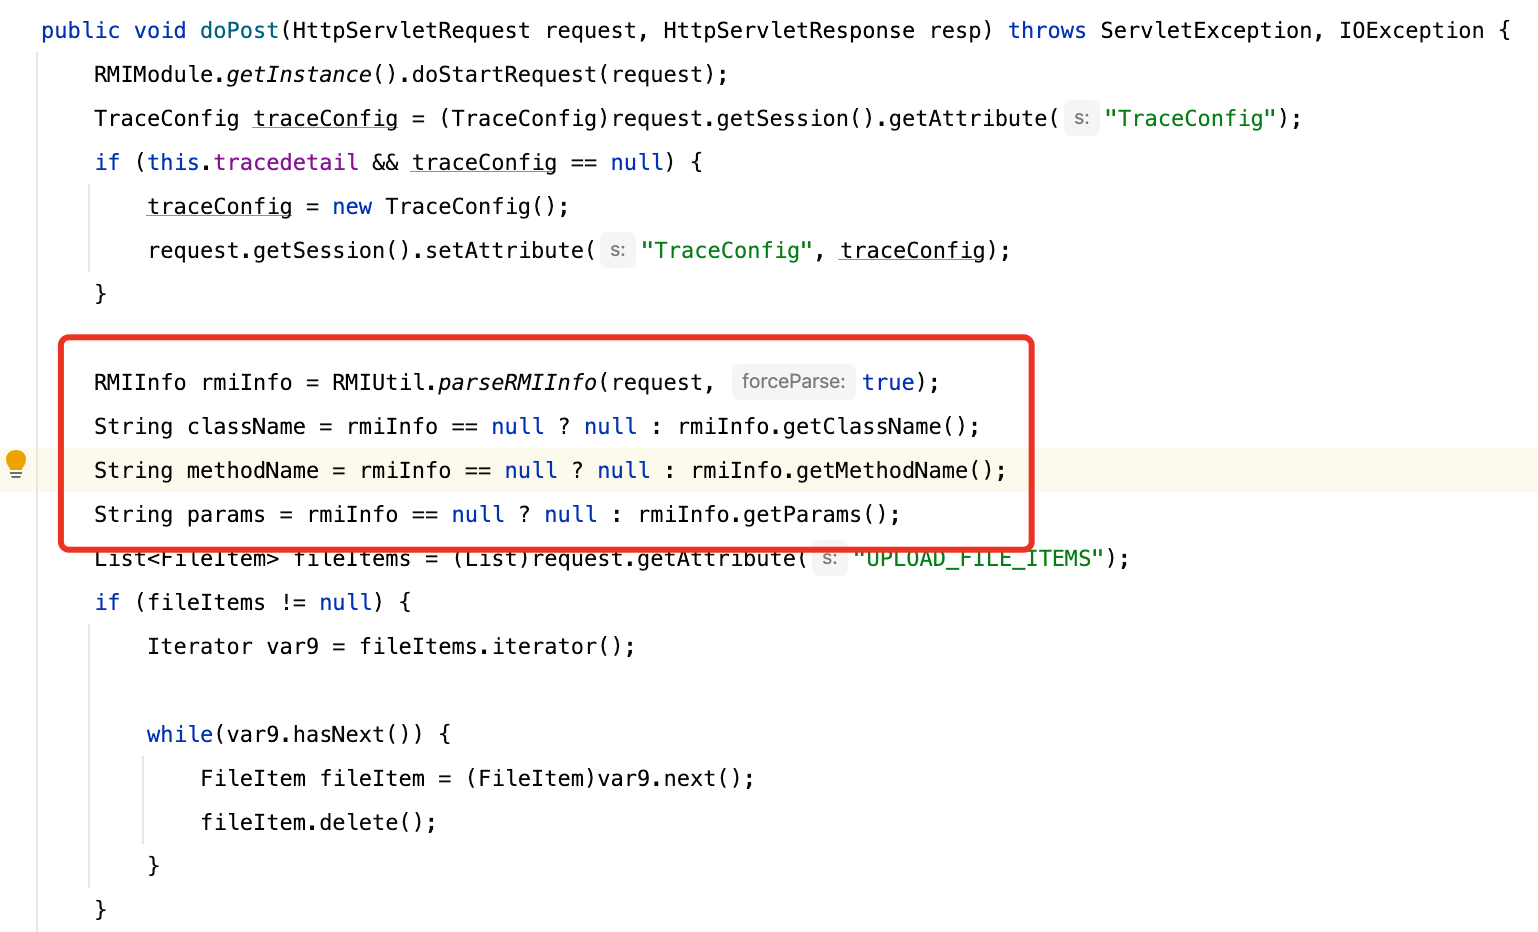 public void doPost(HttpServletRequest request, HttpServletResponse resp) throws ServletException, IOException {
RMIModule.getInstance().doStartRequest(request);
TraceConfig traceConfig = (TraceConfig)request.getSession().getAttribute( s: "TraceConfig");
if (this.tracedetail && traceConfig == null) {
traceConfig = new TraceConfig();
request.getSession().setAttribute( s: "TraceConfig", traceConfig);
}
RMIInfo rmiInfo = RMIUtil.parseRMIInfo(request, forceParse: true);
String className = rmiInfo == null ? null : rmiInfo.getClassName();
String methodName = rmiInfo == null ? null : rmiInfo.getMethodName();
String params = rmiInfo == null ? null : rmiInfo.getParams();
List<FileItem> fileItems = (List)request.getAttribute( s: "UPLOAD_FILE_ITEMS");
if (fileItems != null) {
Iterator var9 = fileItems.iterator();
while(var9.hasNext()) {
FileItem fileItem = (FileItem)var9.next();
fileItem.delete();
}
}